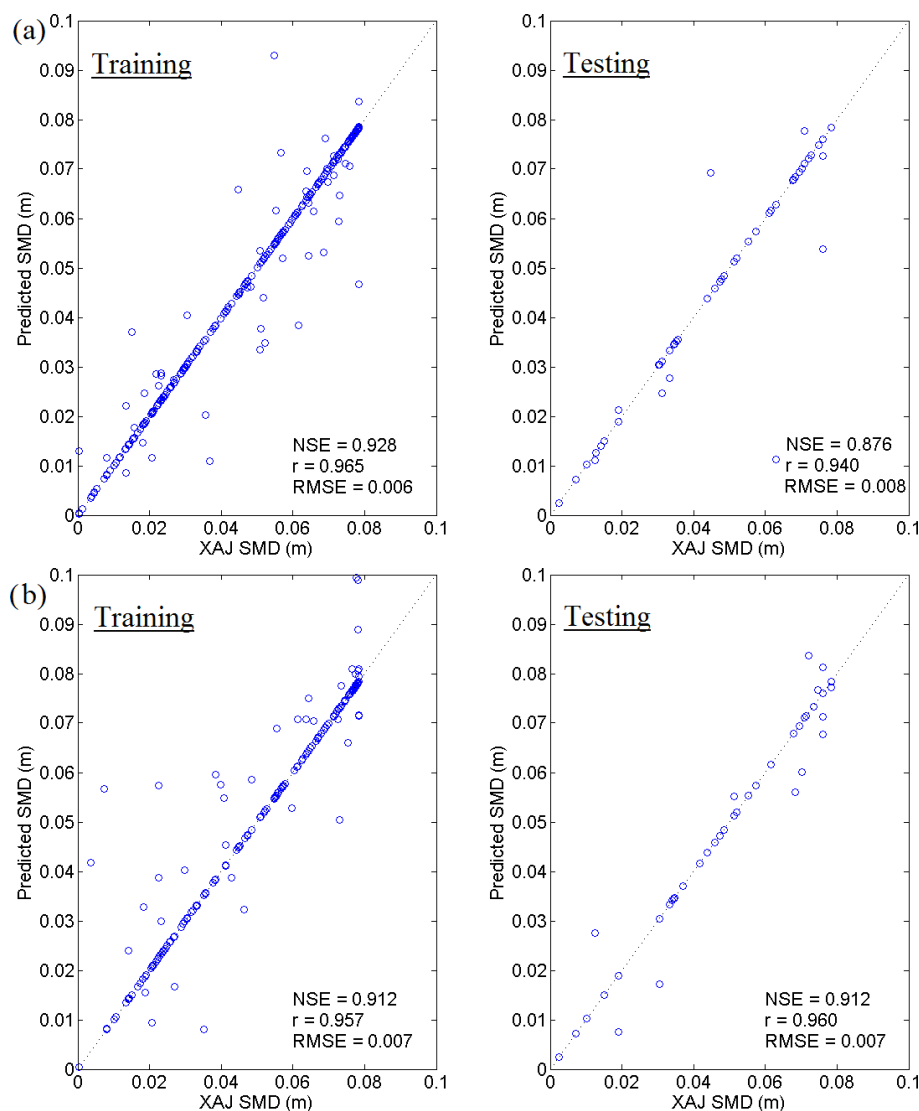 (a)
Training
Predicted SMD (m)
0.1
0.09
0.08
0.07
0.06
0.05
0.04
0.03
0.02
0.01
0
NSE = 0.928
r = 0.965
RMSE = 0.006
0 0.02 0.04 0.06 0.08 0.1
XAJ SMD (m)
Testing
Predicted SMD (m)
0.1
0.09
0.08
0.07
0.06
0.05
0.04
0.03
0.02
0.01
0
NSE = 0.876
r = 0.940
RMSE = 0.008
0 0.02 0.04 0.06 0.08 0.1
XAJ SMD (m)
(b)
Training
Predicted SMD (m)
0.1
0.09
0.08
0.07
0.06
0.05
0.04
0.03
0.02
0.01
0
NSE = 0.912
r = 0.957
RMSE = 0.007
0 0.02 0.04 0.06 0.08 0.1
XAJ SMD (m)
Testing
Predicted SMD (m)
0.1
0.09
0.08
0.07
0.06
0.05
0.04
0.03
0.02
0.01
0
NSE = 0.912
r = 0.960
RMSE = 0.007
0 0.02 0.04 0.06 0.08 0.1
XAJ SMD (m)